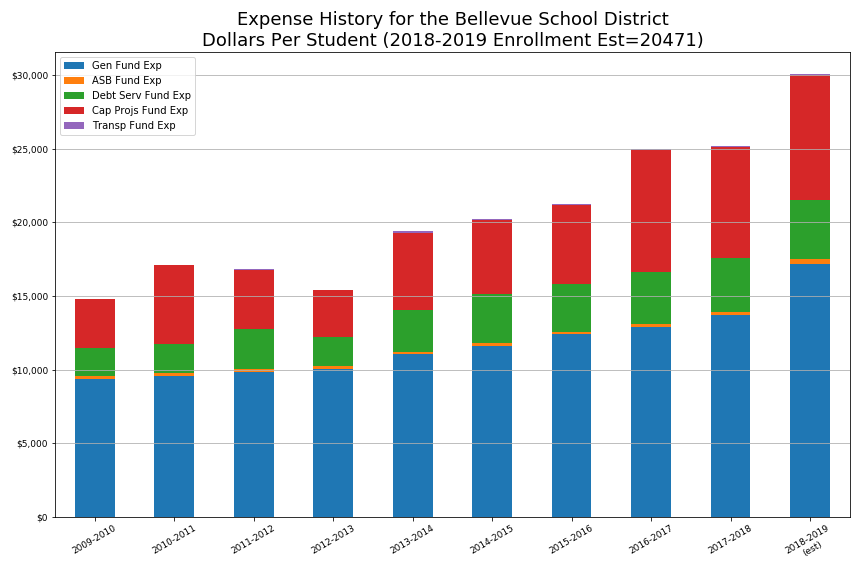 Expense History for the Bellevue School District
Dollars Per Student (2018-2019 Enrollment Est=20471)
Gen Fund Exp
ASB Fund Exp
Debt Serv Fund Exp
Cap Projs Fund Exp
Transp Fund Exp
$30,000
$25,000
$20,000
$15,000
$10,000
$5,000
$0
2009-2010
2010-2011
2011-2012
2012-2013
2013-2014
2014-2015
2015-2016
2016-2017
2017-2018
2018-2019
(est)